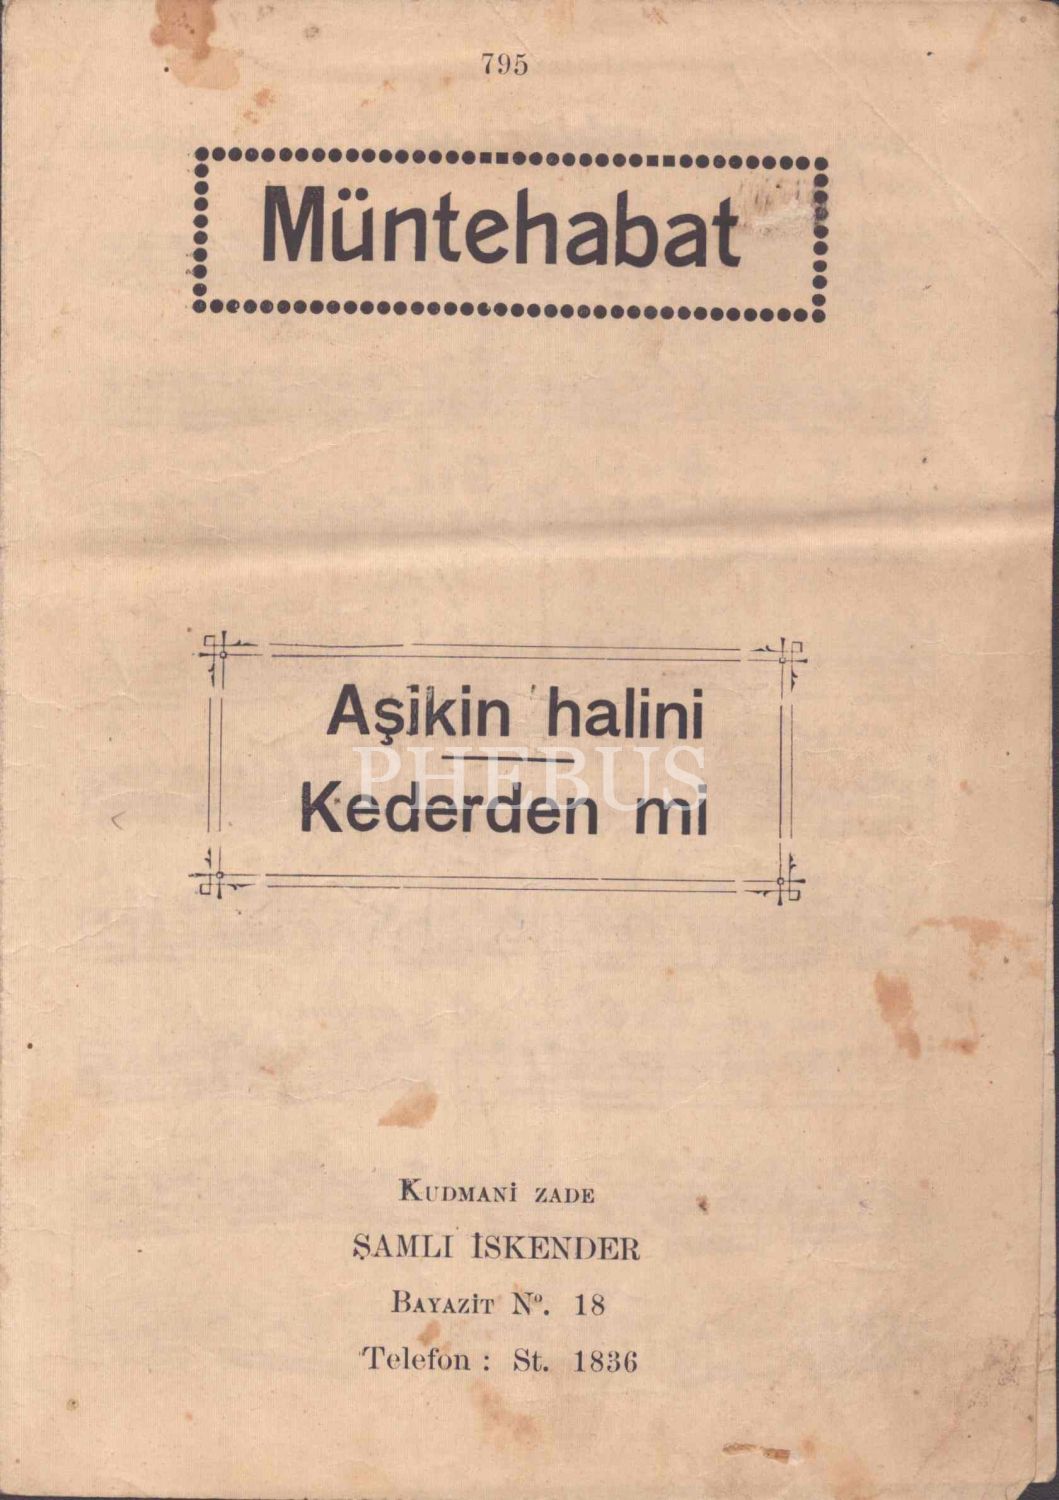 795
Müntehabat
Aşikin halini
PHEBUS
Kederden mi
Kudmani zade
ŞAMLI İSKENDER
Bayazit Nº. 18
Telefon : St. 1836